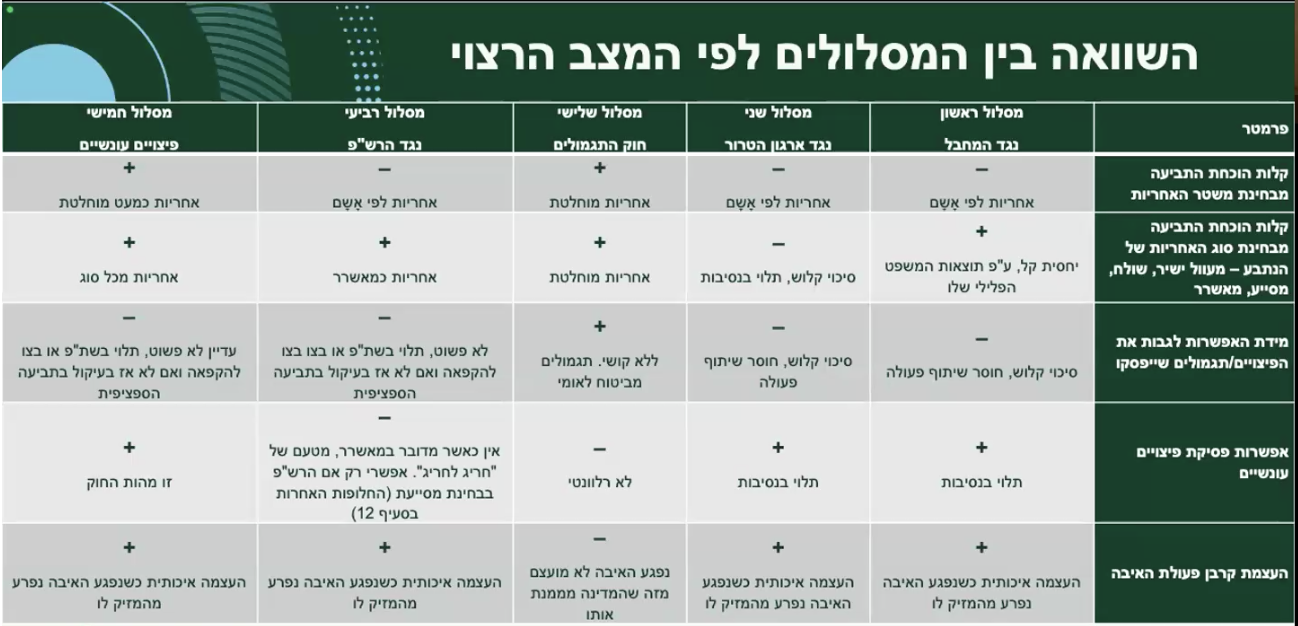 השוואה בין המסלולים לפי המצב הרצוי
פרמטר
מסלול ראשון
נגד המחבל
מסלול שני
נגד ארגון הטרור
מסלול שלישי
חוק התגמולים
מסלול רביעי
נגד הרש"פ
מסלול חמישי
פיצויים עונשיים
קלות הוכחת התביעה
מבחינת משטר האחריות
–
אחריות לפי אָשָם
–
אחריות לפי אָשָם
+
אחריות מוחלטת
–
אחריות לפי אָשָם
+
אחריות כמעט מוחלטת
קלות הוכחת התביעה
מבחינת סוג האחריות של
הנתבע – מעוול ישיר, שולח,
מסייע, מאשרר
+
יחסית קל, ע"פ תוצאות המשפט
הפלילי שלו
–
סיכוי קלוש, תלוי בנסיבות
+
אחריות מוחלטת
+
אחריות כמאשרר
+
אחריות מכל סוג
מידת האפשרות לגבות את
הפיצויים/תגמולים שייפסקו
–
סיכוי קלוש, חוסר שיתוף פעולה
–
סיכוי קלוש, חוסר שיתוף
פעולה
+
ללא קושי. תגמולים
מביטוח לאומי
–
לא פשוט, תלוי בשת"פ או בצו
להקפאה ואם לא אז בעיקול בתביעה
הספציפית
–
עדיין לא פשוט, תלוי בשת"פ או בצו
להקפאה ואם לא אז בעיקול בתביעה
הספציפית
אפשרות פסיקת פיצויים
עונשיים
+
תלוי בנסיבות
+
תלוי בנסיבות
–
לא רלוונטי
–
אין כאשר מדובר במאשרר, מטעם של
"חריג לחריג". אפשרי רק אם הרש"פ
בבחינת מסייעת (החלופות האחרות
בסעיף 12)
+
זו מהות החוק
העצמת קרבן פעולת האיבה
+
העצמה איכותית כשנפגע האיבה
נפרע מהמזיק לו
+
העצמה איכותית כשנפגע
האיבה נפרע מהמזיק לו
–
נפגע האיבה לא מועצם
מזה שהמדינה מממנת
אותו
+
העצמה איכותית כשנפגע האיבה נפרע
מהמזיק לו
+
העצמה איכותית כשנפגע האיבה נפרע
מהמזיק לו